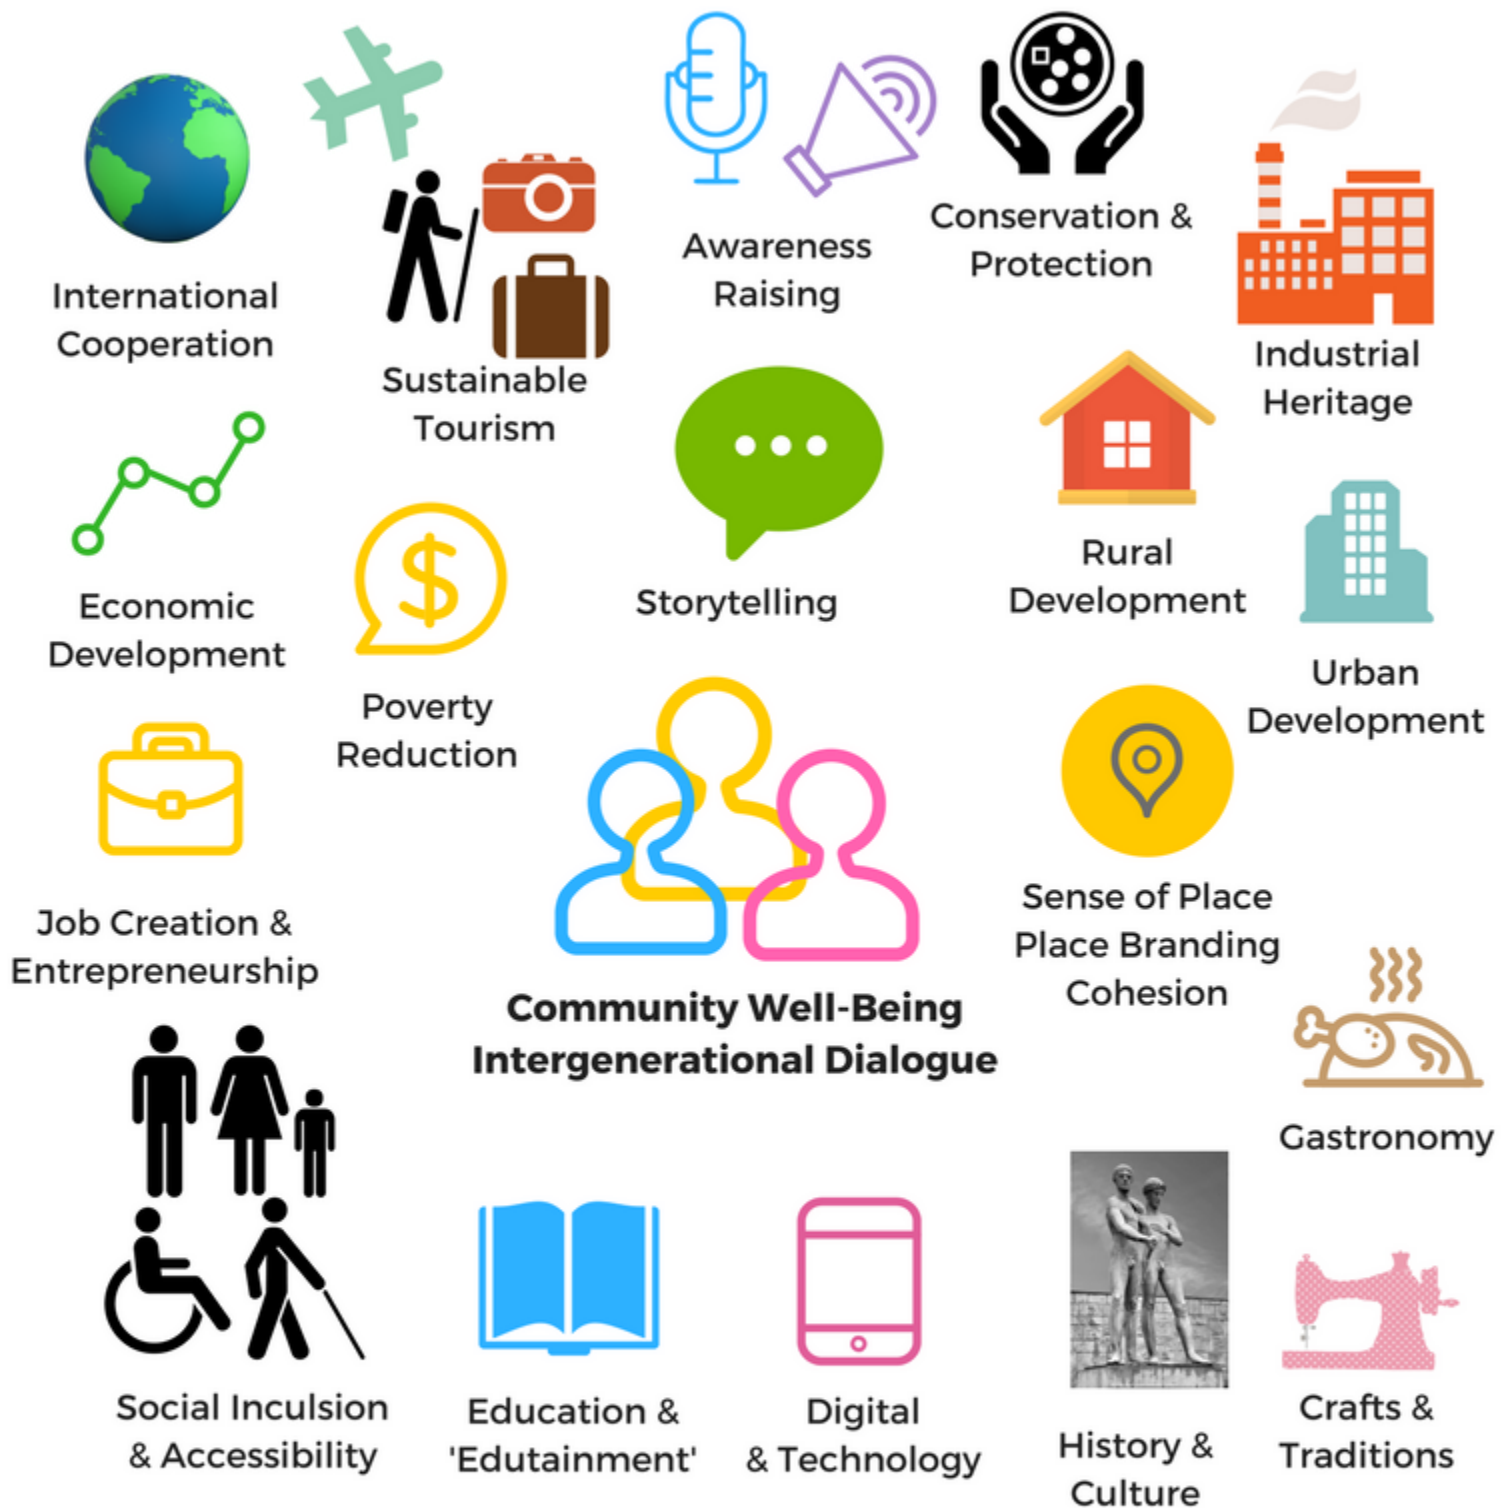 International
Cooperation
Sustainable
Tourism
Awareness
Raising
Conservation &
Protection
Industrial
Heritage
Economic
Development
Poverty
Reduction
Storytelling
Rural
Development
Urban
Development
Job Creation &
Entrepreneurship
Community Well-Being
Intergenerational Dialogue
Sense of Place
Place Branding
Cohesion
Gastronomy
Social Inculsion
& Accessibility
Education &
'Edutainment'
Digital
& Technology
History &
Culture
Crafts &
Traditions